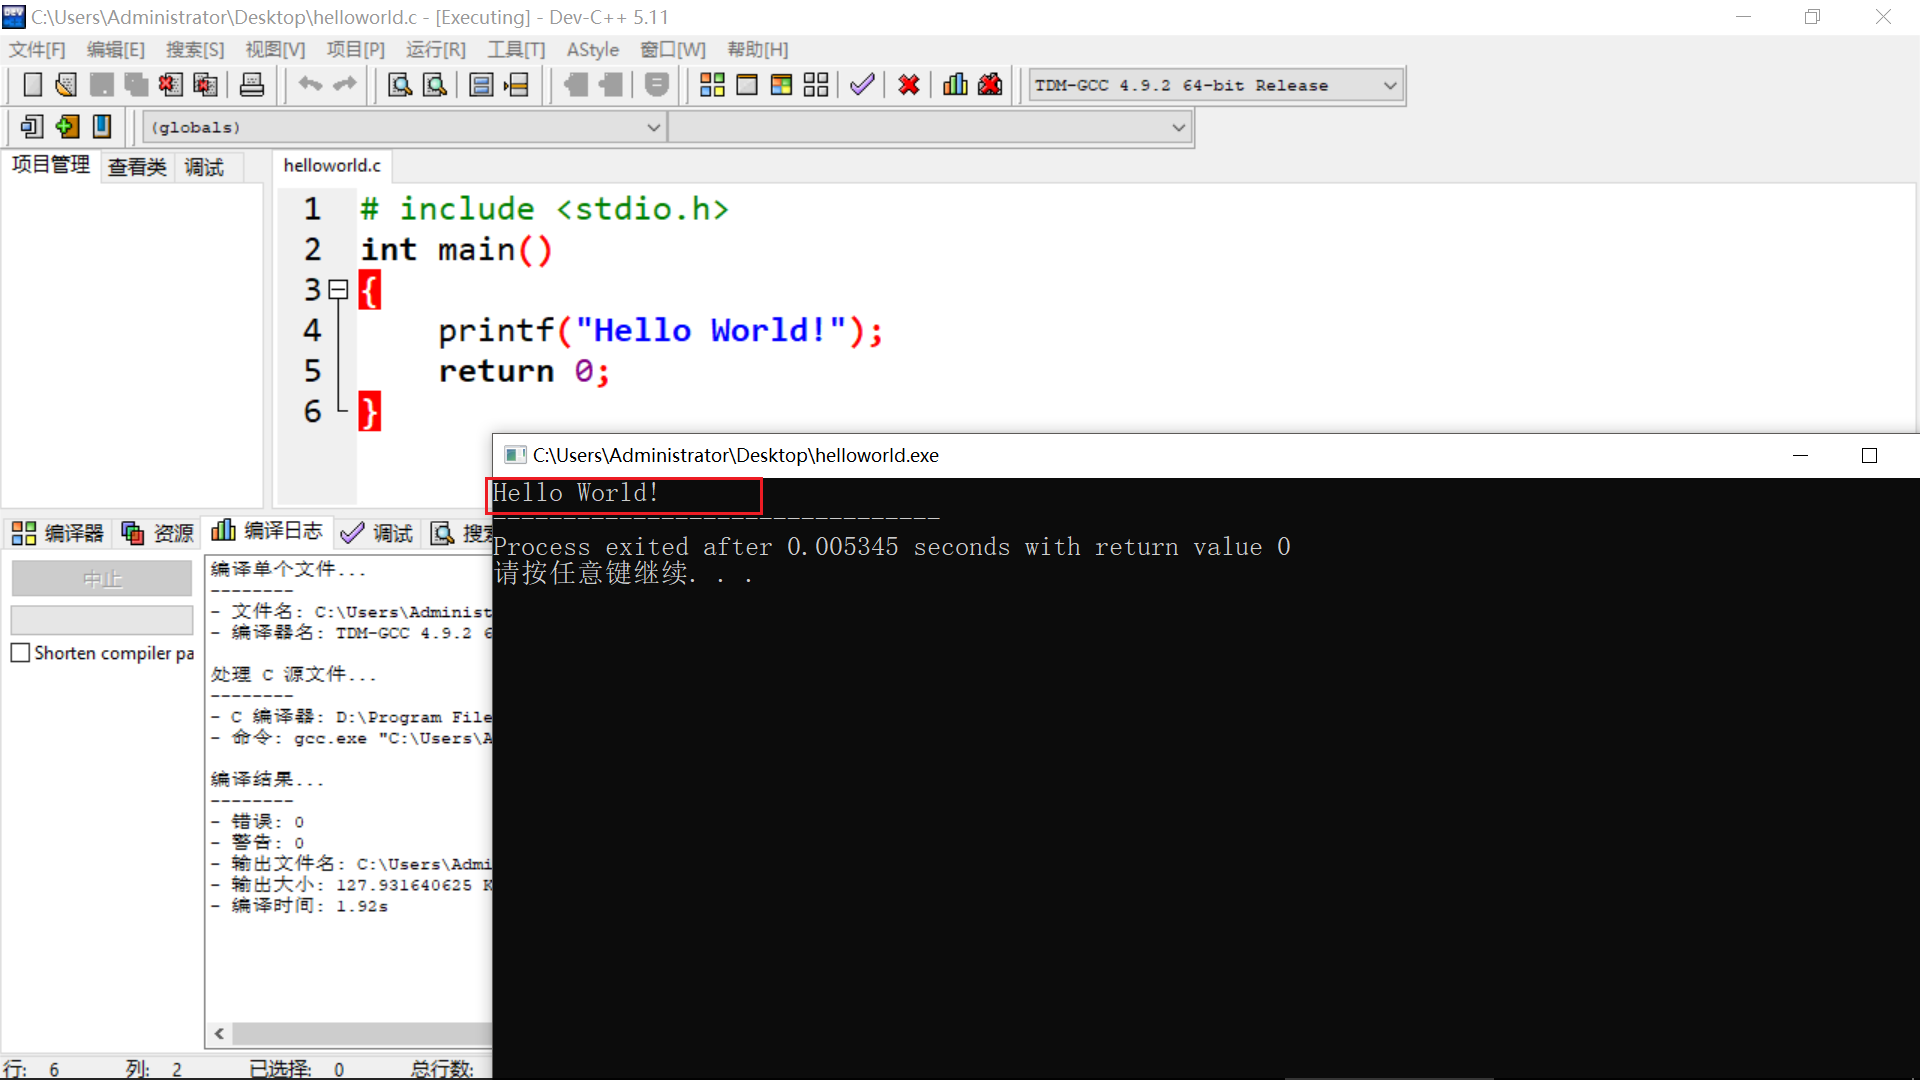 C:\Users\Administrator\Desktop\helloworld.c - [Executing] - Dev-C++ 5.11
文件[F] 编辑[E] 搜索[S] 视图[V] 项目[P] 运行[R] 工具[T] AStyle 窗口[W] 帮助[H]
TDM-GCC 4.9.2 64-bit Release
(globals)
项目管理 查看类 调试
helloworld.c
1 # include <stdio.h>
2 int main()
3 {
4 printf("Hello World!");
5 return 0;
6 }
C:\Users\Administrator\Desktop\helloworld.exe
Hello World!
--------------------------------
Process exited after 0.005345 seconds with return value 0
请按任意键继续. . .
编译器 资源 编译日志 调试 搜
中止
Shorten compiler pa
编译单个文件...
--------
- 文件名: C:\Users\Administ
- 编译器名: TDM-GCC 4.9.2 6
处理 C 源文件...
--------
- C 编译器: D:\Program File
- 命令: gcc.exe "C:\Users\A
编译结果...
--------
- 错误: 0
- 警告: 0
- 输出文件名: C:\Users\Admi
- 输出大小: 127.931640625 K
- 编译时间: 1.92s
行: 6 列: 2 已选择: 0 总行数: